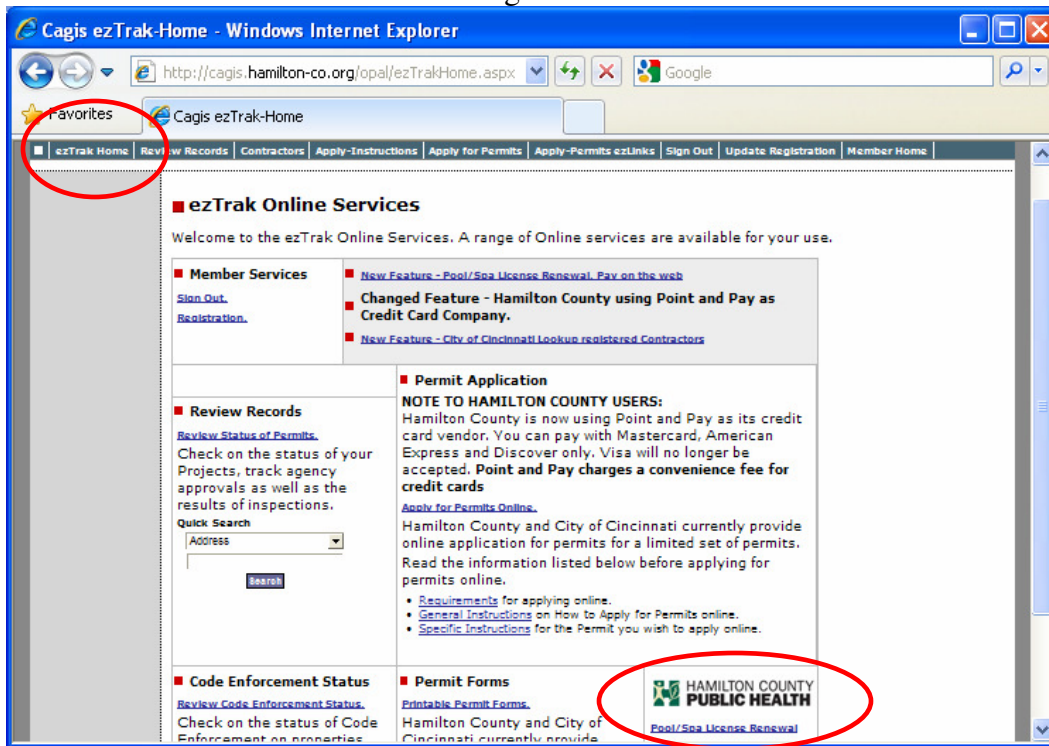 Cagis ezTrak-Home - Windows Internet Explorer
http://cagis.hamilton-co.org/opal/ezTrakHome.aspx
Google
Favorites
Cagis ezTrak-Home
ezTrak Home | Review Records | Contractors | Apply-Instructions | Apply for Permits | Apply-Permits ezLinks | Sign Out | Update Registration | Member Home |
ezTrak Online Services
Welcome to the ezTrak Online Services. A range of Online services are available for your use.
Member Services
Sign Out.
Registration.
New Feature - Pool/Spa License Renewal. Pay on the web
Changed Feature - Hamilton County using Point and Pay as
Credit Card Company.
New Feature - City of Cincinnati Lookup registered Contractors
Review Records
Review Status of Permits.
Check on the status of your
Projects, track agency
approvals as well as the
results of inspections.
Quick Search
Address
Search
Permit Application
NOTE TO HAMILTON COUNTY USERS:
Hamilton County is now using Point and Pay as its credit
card vendor. You can pay with Mastercard, American
Express and Discover only. Visa will no longer be
accepted. Point and Pay charges a convenience fee for
credit cards
Apply for Permits Online.
Hamilton County and City of Cincinnati currently provide
online application for permits for a limited set of permits.
Read the information listed below before applying for
permits online.
• Requirements for applying online.
• General Instructions on How to Apply for Permits online.
• Specific Instructions for the Permit you wish to apply online.
Code Enforcement Status
Review Code Enforcement Status.
Check on the status of Code
Enforcement on properties
Permit Forms
Printable Permit Forms.
Hamilton County and City of
Cincinnati currently provide
HAMILTON COUNTY
PUBLIC HEALTH
Pool/Spa License Renewal